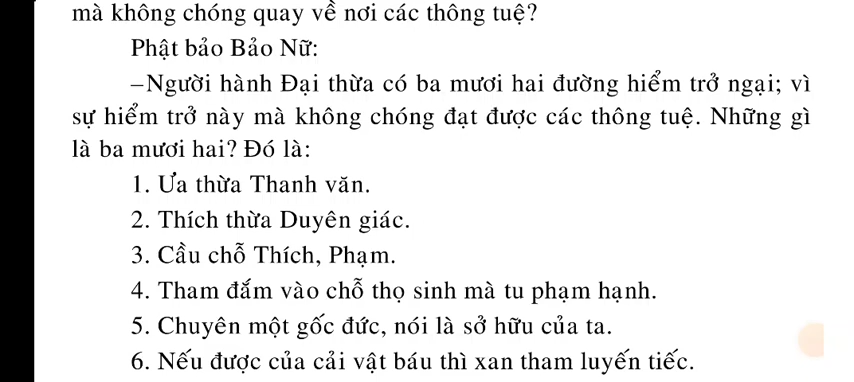 mà không chóng quay về nơi các thông tuệ?
Phật bảo Bảo Nữ:
–Người hành Đại thừa có ba mươi hai đường hiểm trở ngại; vì
sự hiểm trở này mà không chóng đạt được các thông tuệ. Những gì
là ba mươi hai? Đó là:
1. Ưa thừa Thanh văn.
2. Thích thừa Duyên giác.
3. Cầu chỗ Thích, Phạm.
4. Tham đắm vào chỗ thọ sinh mà tu phạm hạnh.
5. Chuyên một gốc đức, nói là sở hữu của ta.
6. Nếu được của cải vật báu thì xan tham luyến tiếc.